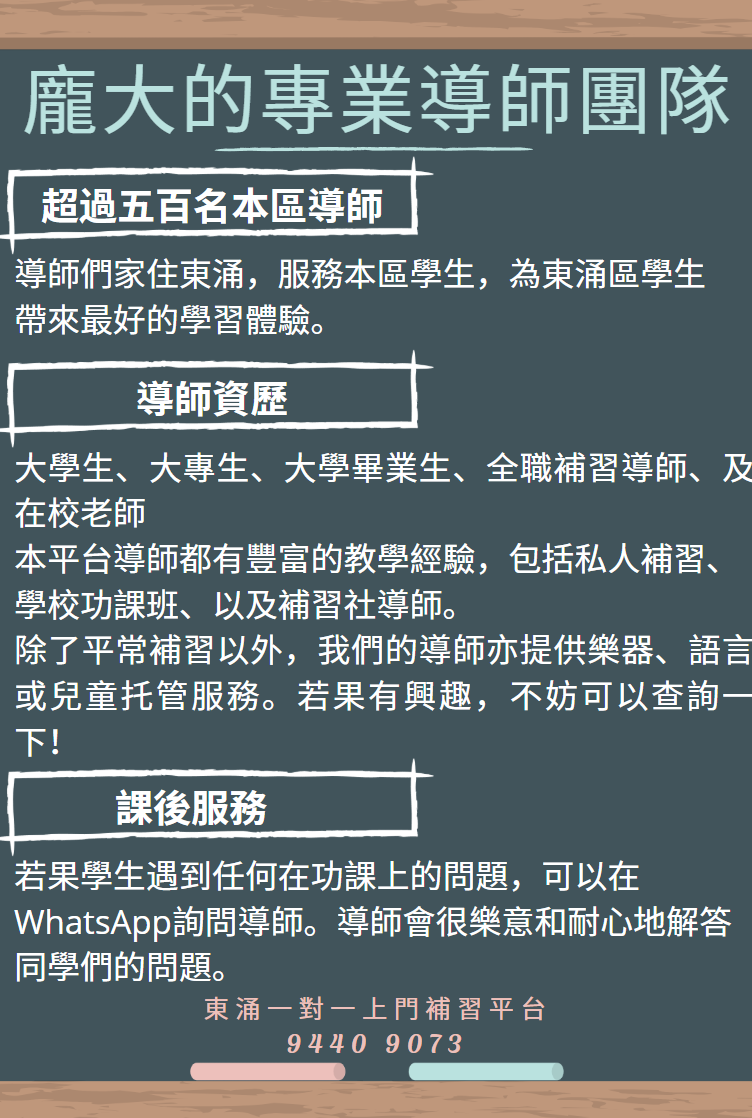 龐大的專業導師團隊
超過五百名本區導師
導師們家住東涌，服務本區學生，為東涌區學生
帶來最好的學習體驗。
導師資歷
大學生、大專生、大學畢業生、全職補習導師、及
在校老師
本平台導師都有豐富的教學經驗，包括私人補習、
學校功課班、以及補習社導師。
除了平常補習以外，我們的導師亦提供樂器、語言
或兒童托管服務。若果有興趣，不妨可以查詢一
下！
課後服務
若果學生遇到任何在功課上的問題，可以在
WhatsApp詢問導師。導師會很樂意和耐心地解答
同學們的問題。
東涌一對一上門補習平台
9440 9073